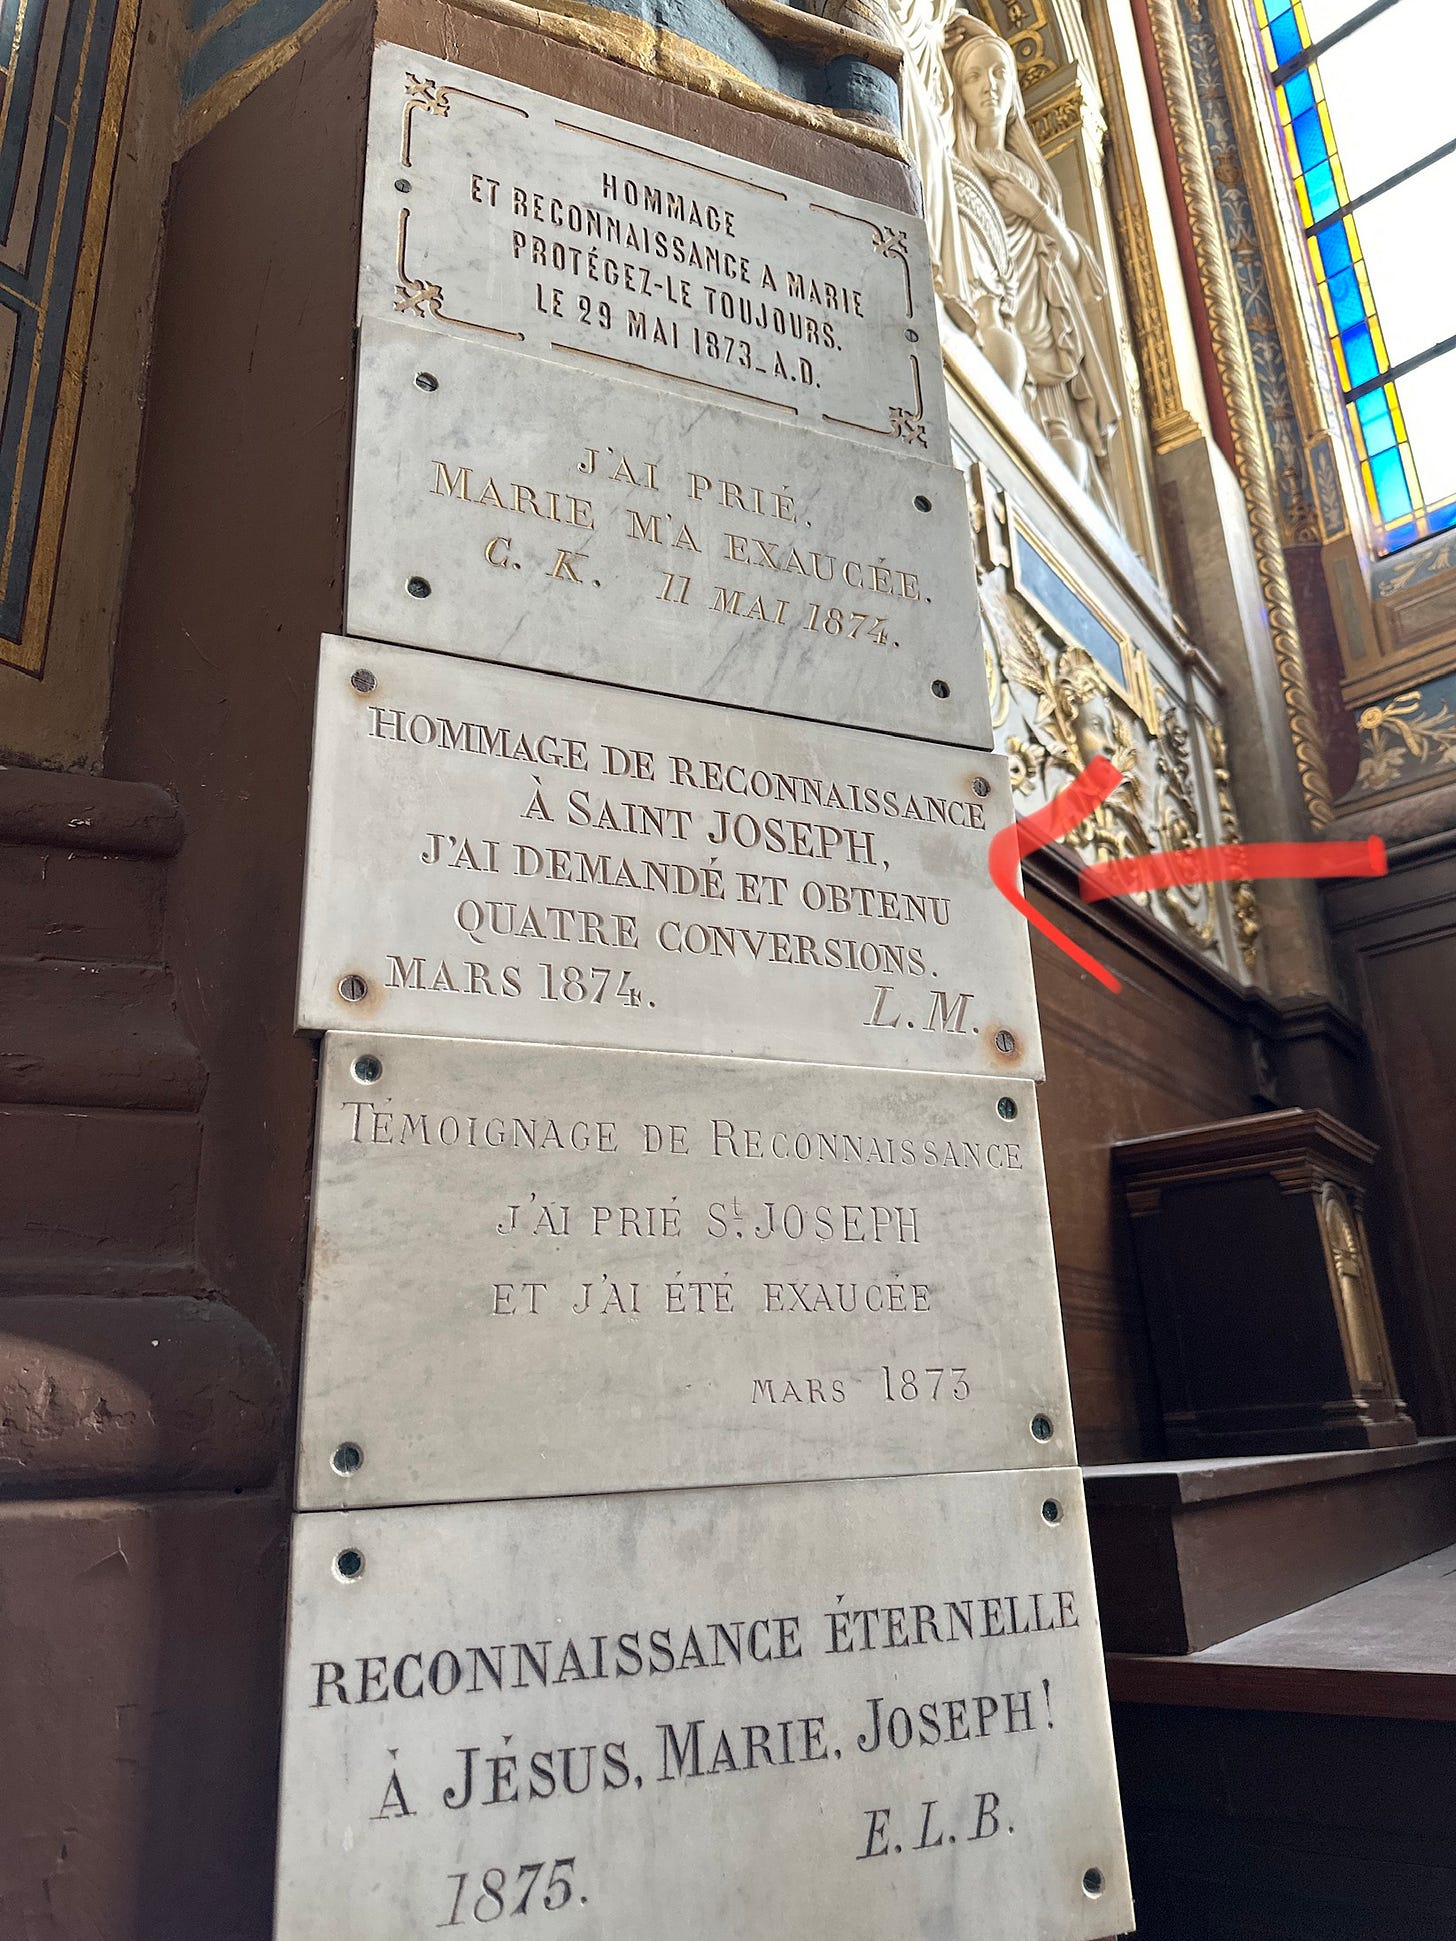 HOMMAGE
ET RECONNAISSANCE A MARIE
PROTÉGEZ-LE TOUJOURS.
LE 29 MAI 1873_A.D.
J'AI PRIÉ.
MARIE M'A EXAUCÉE.
C. K. 11 MAI 1874.
HOMMAGE DE RECONNAISSANCE
À SAINT JOSEPH,
J'AI DEMANDÉ ET OBTENU
QUATRE CONVERSIONS.
MARS 1874. L.M.
TÉMOIGNAGE DE RECONNAISSANCE
J'AI PRIÉ St. JOSEPH
ET J'AI ÉTÉ EXAUCÉE
MARS 1873
RECONNAISSANCE ÉTERNELLE
À JÉSUS, MARIE, JOSEPH!
E.L.B.
1875.